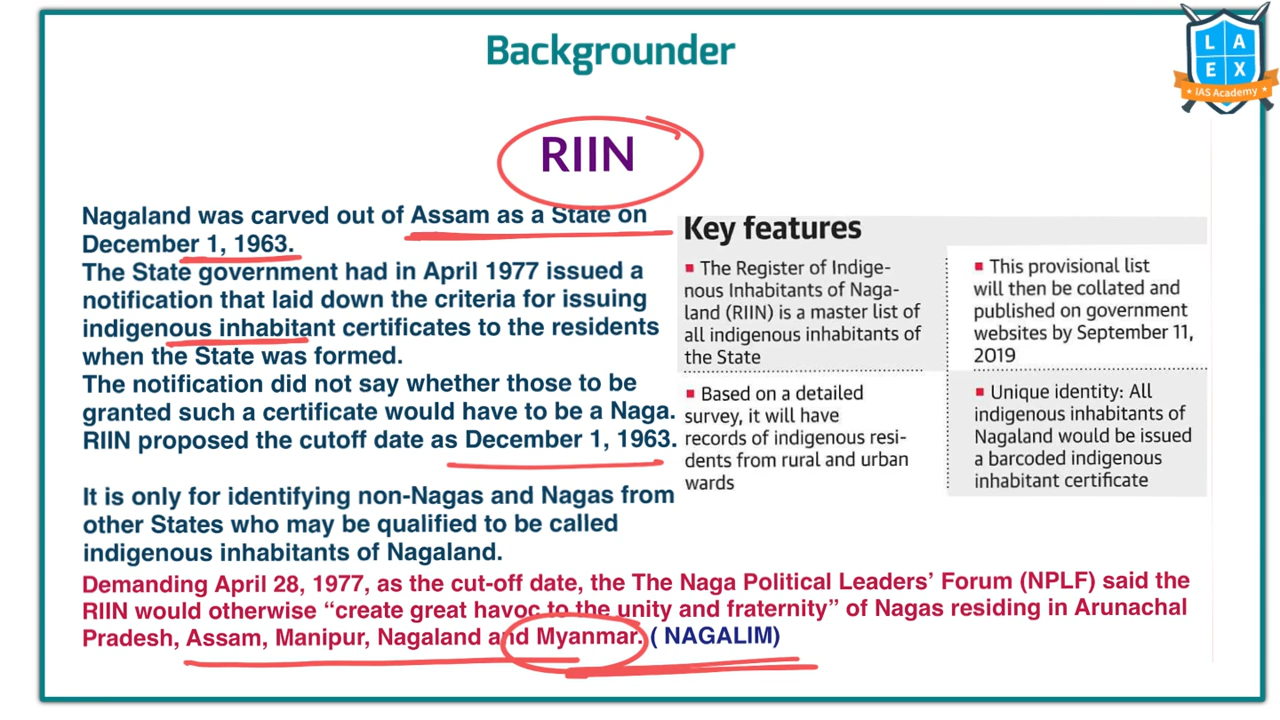 Backgrounder
L A
E X
iAS Academy
RIIN
Nagaland was carved out of Assam as a State on
December 1, 1963.
The State government had in April 1977 issued a
notification that laid down the criteria for issuing
indigenous inhabitant certificates to the residents
when the State was formed.
The notification did not say whether those to be
granted such a certificate would have to be a Naga.
RIIN proposed the cutoff date as December 1, 1963.
It is only for identifying non-Nagas and Nagas from
other States who may be qualified to be called
indigenous inhabitants of Nagaland.
Key features
The Register of Indige-
nous Inhabitants of Naga-
land (RIIN) is a master list of
all indigenous inhabitants of
the State
Based on a detailed
survey, it will have
records of indigenous resi-
dents from rural and urban
wards
This provisional list
will then be collated and
published on government
websites by September 11,
2019
Unique identity: All
indigenous inhabitants of
Nagaland would be issued
a barcoded indigenous
inhabitant certificate
Demanding April 28, 1977, as the cut-off date, the The Naga Political Leaders' Forum (NPLF) said the
RIIN would otherwise “create great havoc to the unity and fraternity” of Nagas residing in Arunachal
Pradesh, Assam, Manipur, Nagaland and Myanmar. ( NAGALIM)